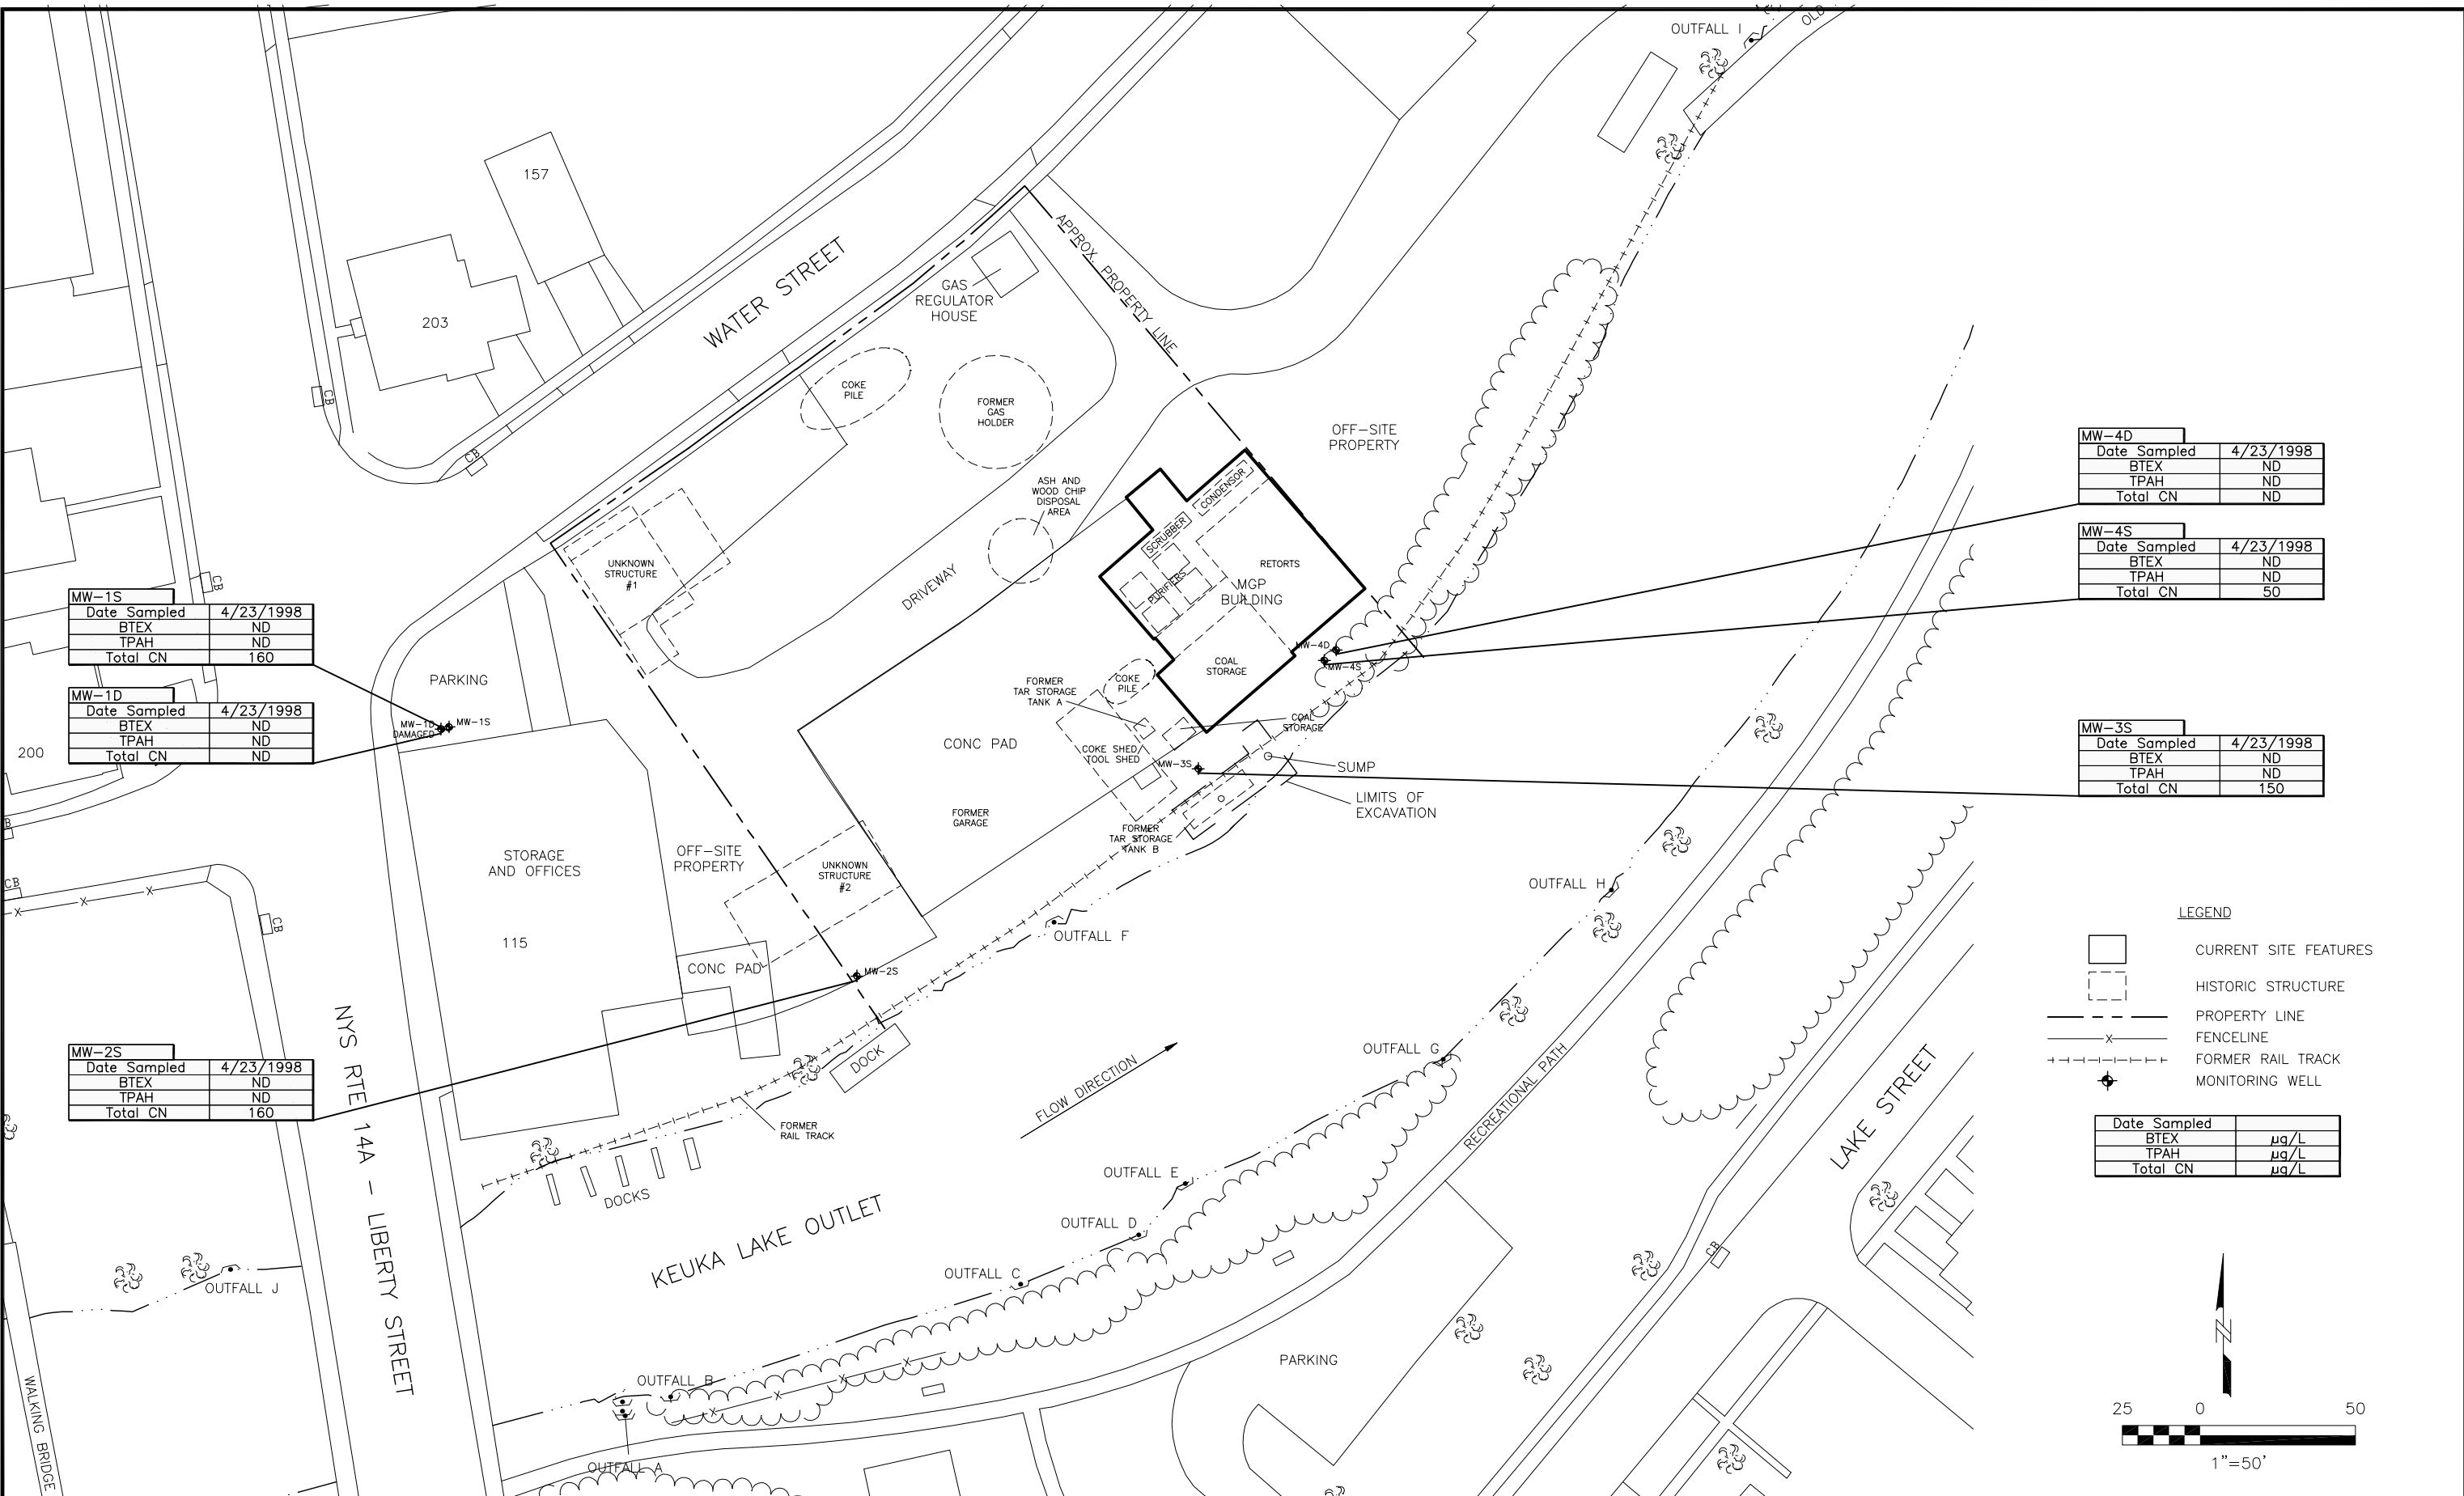 OUTFALL I
OLD
157
203
WATER STREET
APPROX. PROPERTY LINE
GAS
REGULATOR
HOUSE
COKE
PILE
FORMER
GAS
HOLDER
OFF-SITE
PROPERTY
CB
CB
CB
ASH AND
WOOD CHIP
DISPOSAL
AREA
CONDENSOR
SCRUBBER
PURIFIERS
RETORTS
MGP
BUILDING
COAL
STORAGE
UNKNOWN
STRUCTURE
#1
DRIVEWAY
MW-4D
Date Sampled 4/23/1998
BTEX ND
TPAH ND
Total CN ND
MW-4S
Date Sampled 4/23/1998
BTEX ND
TPAH ND
Total CN 50
MW-1S
Date Sampled 4/23/1998
BTEX ND
TPAH ND
Total CN 160
MW-1D
Date Sampled 4/23/1998
BTEX ND
TPAH ND
Total CN ND
PARKING
MW-1D
DAMAGED
MW-1S
MW-4D
MW-4S
200
FORMER
TAR STORAGE
TANK A
COKE
PILE
COAL
STORAGE
CONC PAD
COKE SHED/
TOOL SHED
MW-3S
SUMP
LIMITS OF
EXCAVATION
MW-3S
Date Sampled 4/23/1998
BTEX ND
TPAH ND
Total CN 150
FORMER
GARAGE
FORMER
TAR STORAGE
TANK B
B
STORAGE
AND OFFICES
OFF-SITE
PROPERTY
UNKNOWN
STRUCTURE
#2
CB
CB
115
CONC PAD
MW-2S
OUTFALL F
OUTFALL H
LEGEND
CURRENT SITE FEATURES
HISTORIC STRUCTURE
PROPERTY LINE
FENCELINE
FORMER RAIL TRACK
MONITORING WELL
Date Sampled
BTEX µg/L
TPAH µg/L
Total CN µg/L
MW-2S
Date Sampled 4/23/1998
BTEX ND
TPAH ND
Total CN 160
NYS RTE 14A - LIBERTY STREET
DOCK
FLOW DIRECTION
OUTFALL G
RECREATIONAL PATH
LAKE STREET
FORMER
RAIL TRACK
DOCKS
KEUKA LAKE OUTLET
OUTFALL E
OUTFALL D
OUTFALL C
OUTFALL J
CB
OUTFALL B
OUTFALL A
PARKING
WALKING BRIDGE
N
25 0 50
1"=50'